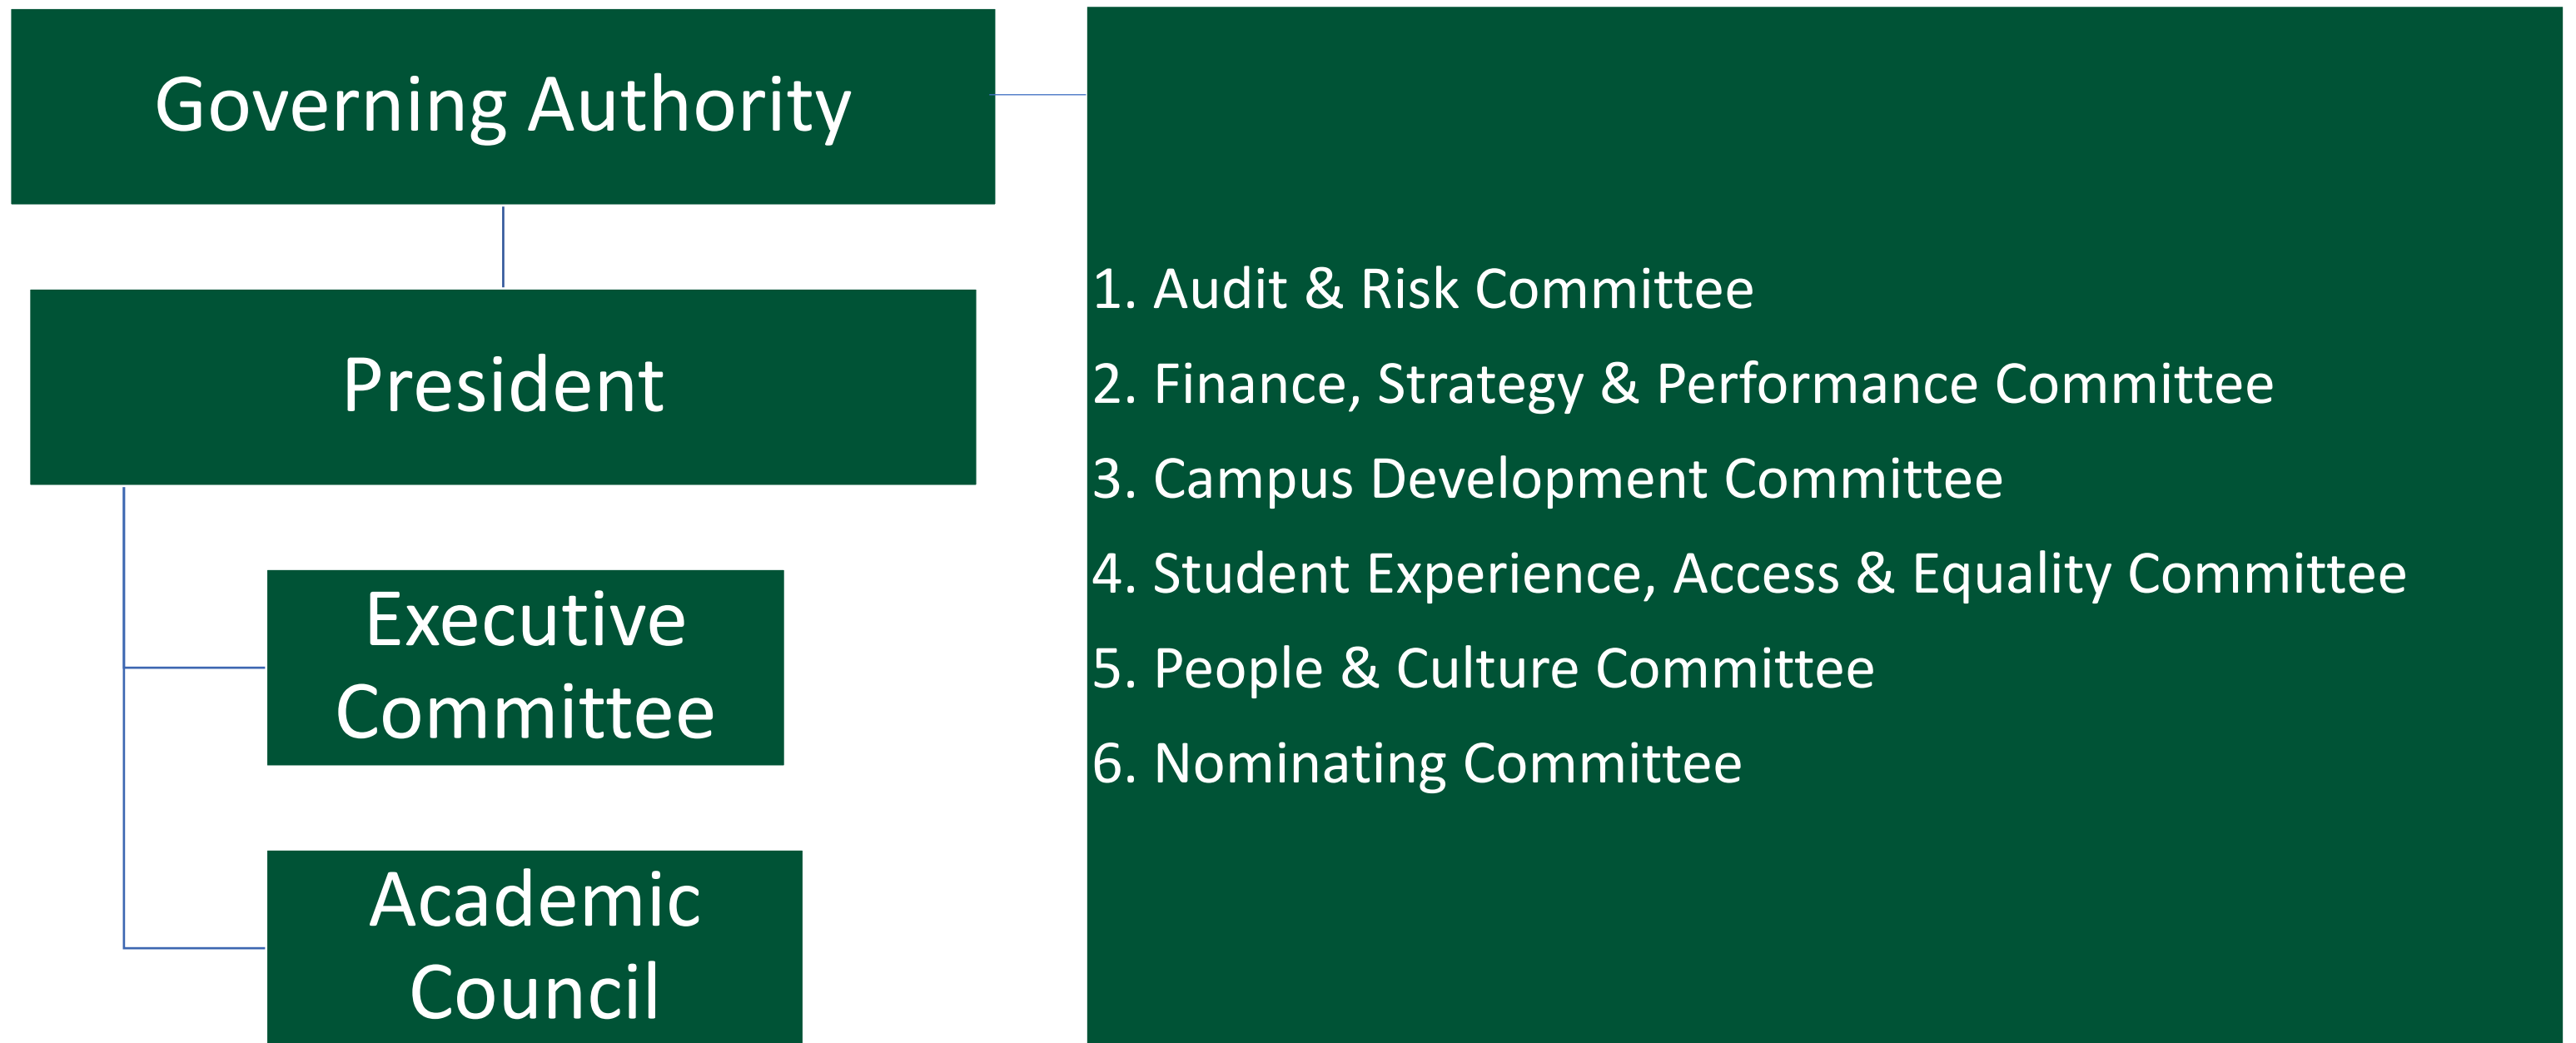 Governing Authority
President
Executive
Committee
Academic
Council
1. Audit & Risk Committee
2. Finance, Strategy & Performance Committee
3. Campus Development Committee
4. Student Experience, Access & Equality Committee
5. People & Culture Committee
6. Nominating Committee